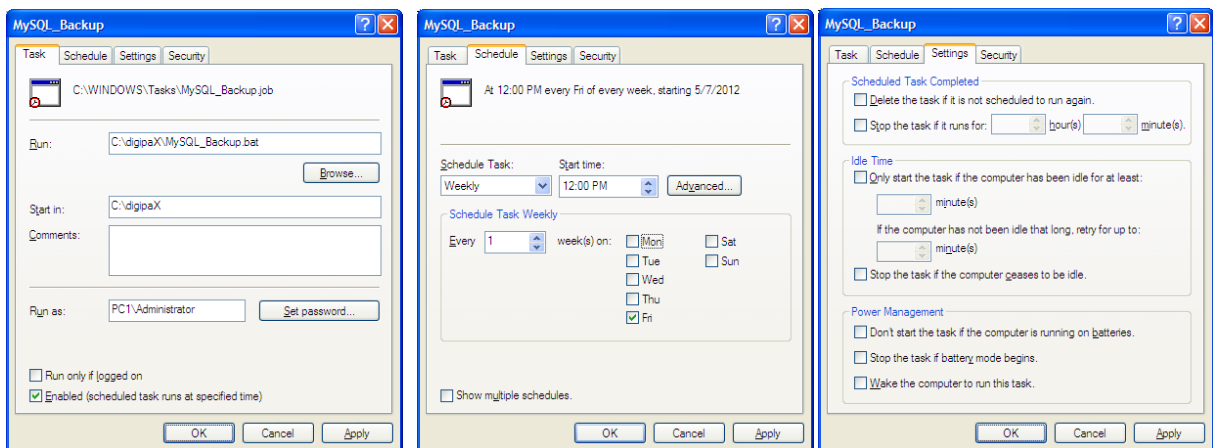 MySQL_Backup
Task Schedule Settings Security
C:\WINDOWS\Tasks\MySQL_Backup.job
Run: C:\digipaX\MySQL_Backup.bat
Browse...
Start in: C:\digipaX
Comments:
Run as: PC1\Administrator Set password...
Run only if logged on
Enabled (scheduled task runs at specified time)
OK Cancel Apply
MySQL_Backup
Task Schedule Settings Security
At 12:00 PM every Fri of every week, starting 5/7/2012
Schedule Task: Start time:
Weekly 12:00 PM Advanced...
Schedule Task Weekly
Every 1 week(s) on: Mon Sat
Tue Sun
Wed
Thu
Fri
Show multiple schedules.
OK Cancel Apply
MySQL_Backup
Task Schedule Settings Security
Scheduled Task Completed
Delete the task if it is not scheduled to run again.
Stop the task if it runs for: hour(s) minute(s).
Idle Time
Only start the task if the computer has been idle for at least:
minute(s)
If the computer has not been idle that long, retry for up to:
minute(s)
Stop the task if the computer ceases to be idle.
Power Management
Don't start the task if the computer is running on batteries.
Stop the task if battery mode begins.
Wake the computer to run this task.
OK Cancel Apply